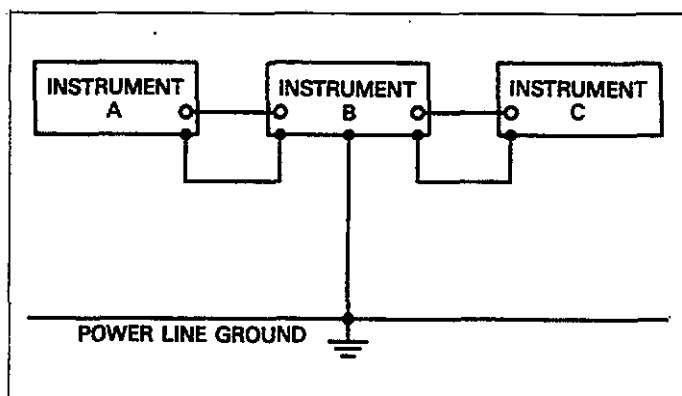 INSTRUMENT
A
INSTRUMENT
B
INSTRUMENT
C
POWER LINE GROUND